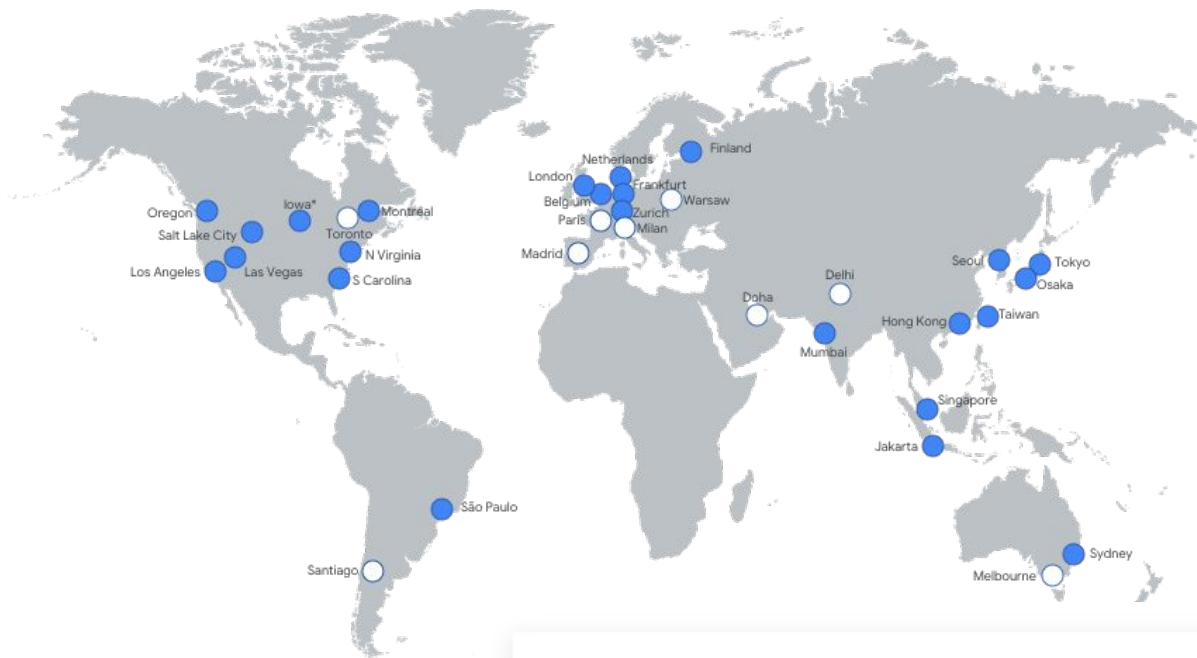 Finland
Netherlands
London
Frankfurt
Belgium
Warsaw
Oregon
Iowa*
Montréal
Zurich
Paris
Milan
Salt Lake City
Toronto
Madrid
N Virginia
Seoul
Tokyo
Los Angeles
Las Vegas
S Carolina
Delhi
Osaka
Doha
Hong Kong
Taiwan
Mumbai
Singapore
Jakarta
São Paulo
Sydney
Santiago
Melbourne